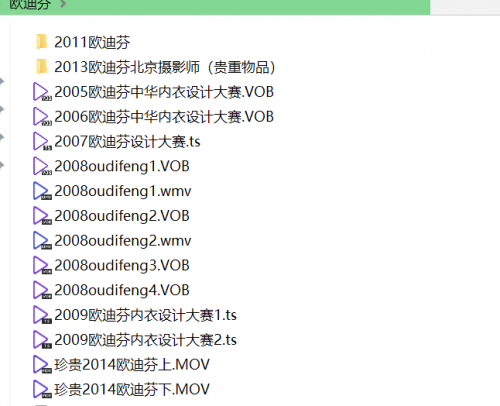 欧迪芬
2011欧迪芬
2013欧迪芬北京摄影师（贵重物品）
2005欧迪芬中华内衣设计大赛.VOB
2006欧迪芬中华内衣设计大赛.VOB
2007欧迪芬设计大赛.ts
2008oudifeng1.VOB
2008oudifeng1.wmv
2008oudifeng2.VOB
2008oudifeng2.wmv
2008oudifeng3.VOB
2008oudifeng4.VOB
2009欧迪芬内衣设计大赛1.ts
2009欧迪芬内衣设计大赛2.ts
珍贵2014欧迪芬上.MOV
珍贵2014欧迪芬下.MOV